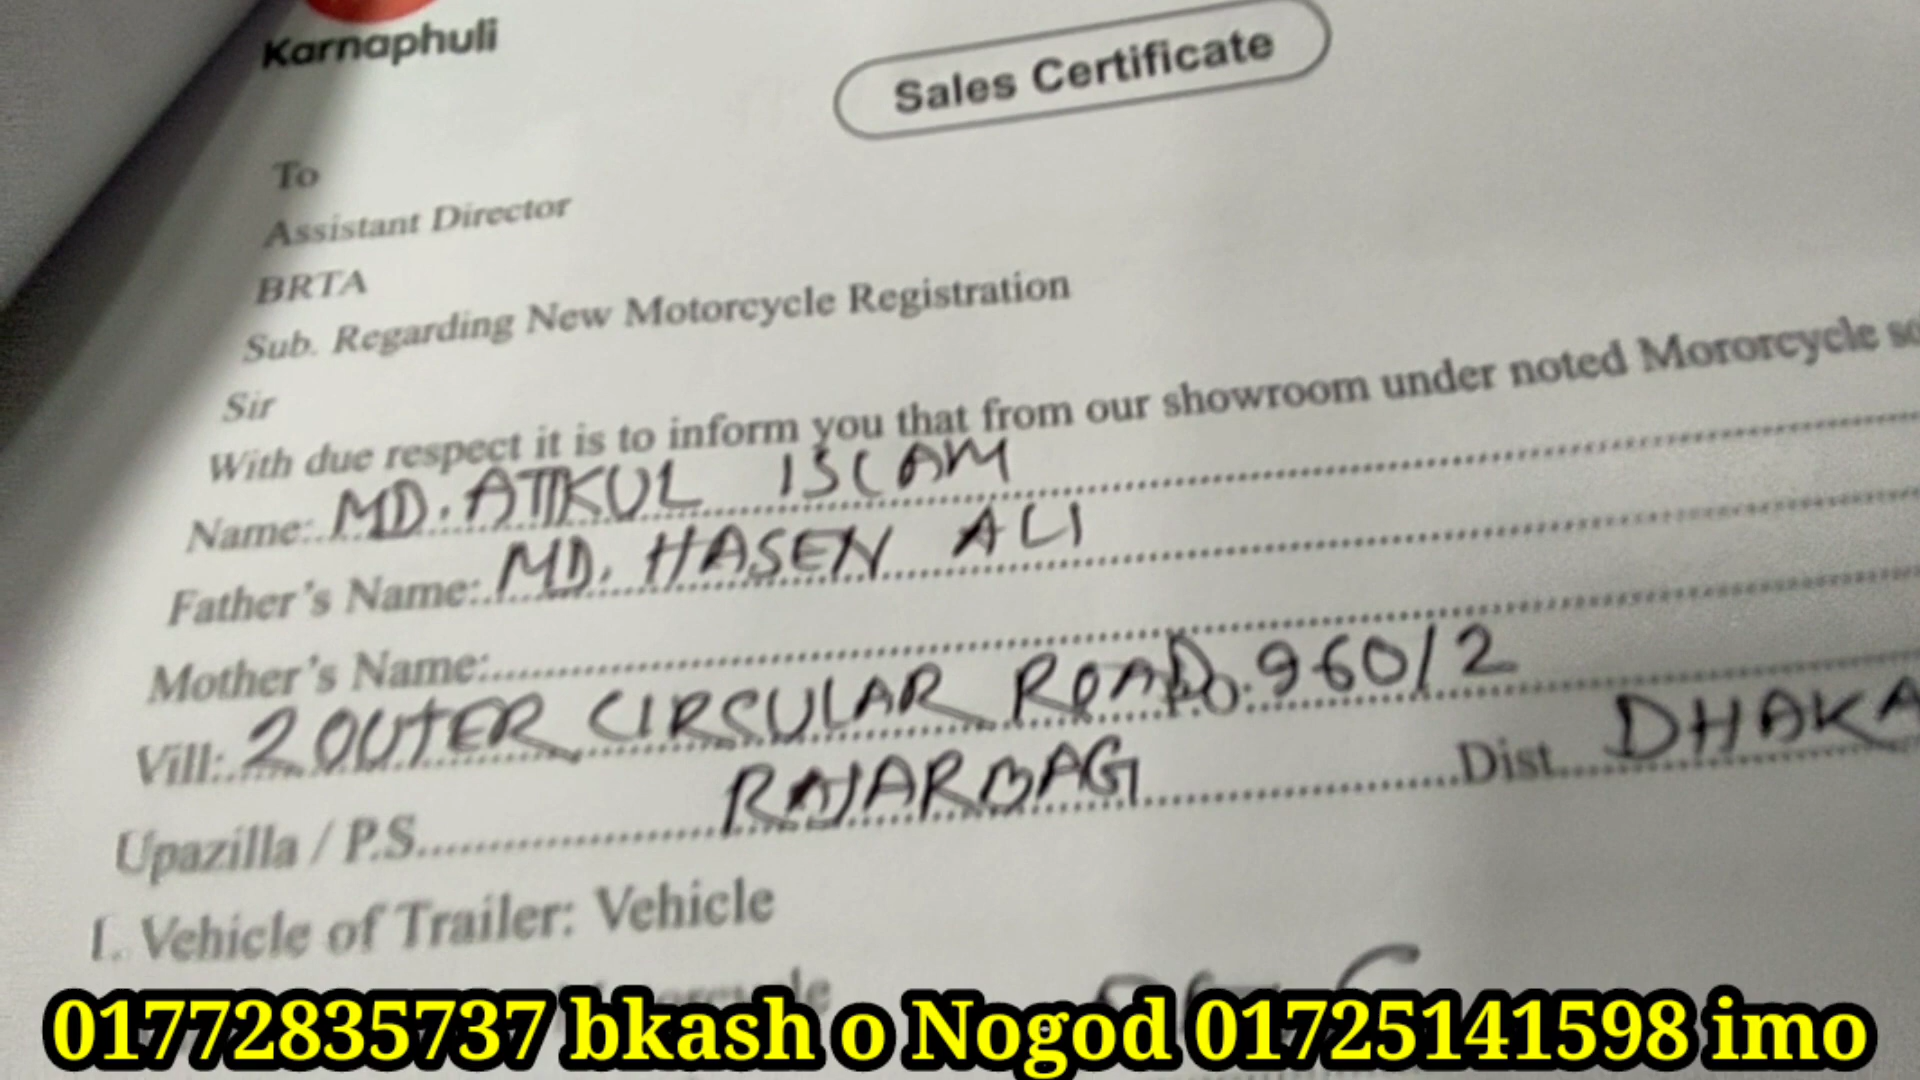 Karnaphuli
Sales Certificate
To
Assistant Director
BRTA
Sub. Regarding New Motorcycle Registration
Sir
With due respect it is to inform you that from our showroom under noted Mororcycle so
Name: MD. ATIKUL ISLAM
Father's Name: MD. HASEN ALI
Mother's Name:
Vill: 2 OUTER CIRSULAR ROAD P.O. 960/2
Upazilla / P.S. RAJARBAG Dist. DHAKA
1. Vehicle of Trailer: Vehicle
01772835737 bkash o Nogod 01725141598 imo